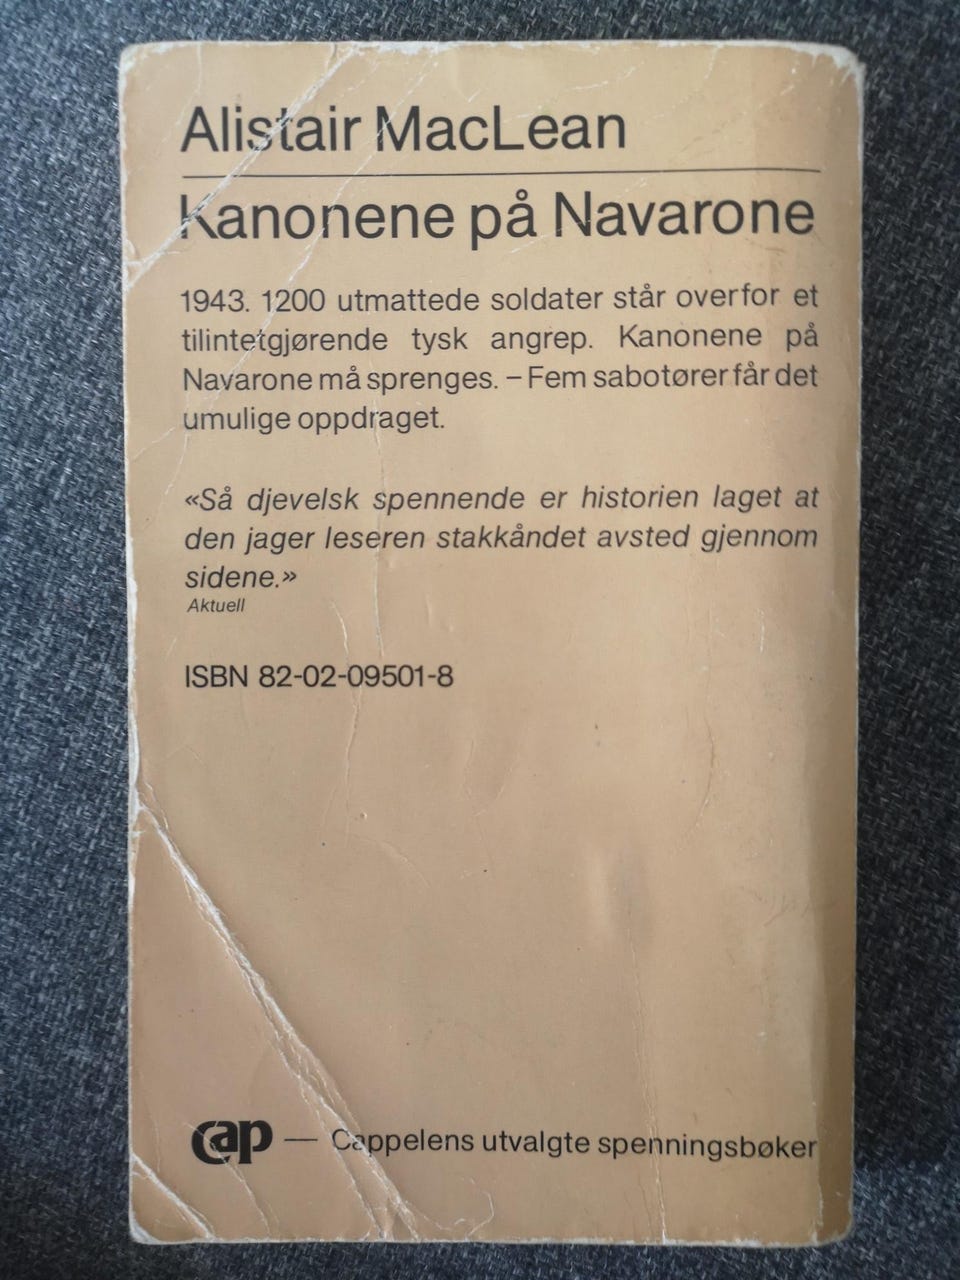 Alistair MacLean
Kanonene på Navarone
1943. 1200 utmattede soldater står overfor et
tilintetgjørende tysk angrep. Kanonene på
Navarone må sprenges. – Fem sabotører får det
umulige oppdraget.
«Så djevelsk spennende er historien laget at
den jager leseren stakkåndet avsted gjennom
sidene.»
Aktuell
ISBN 82-02-09501-8
cap — Cappelens utvalgte spenningsbøker